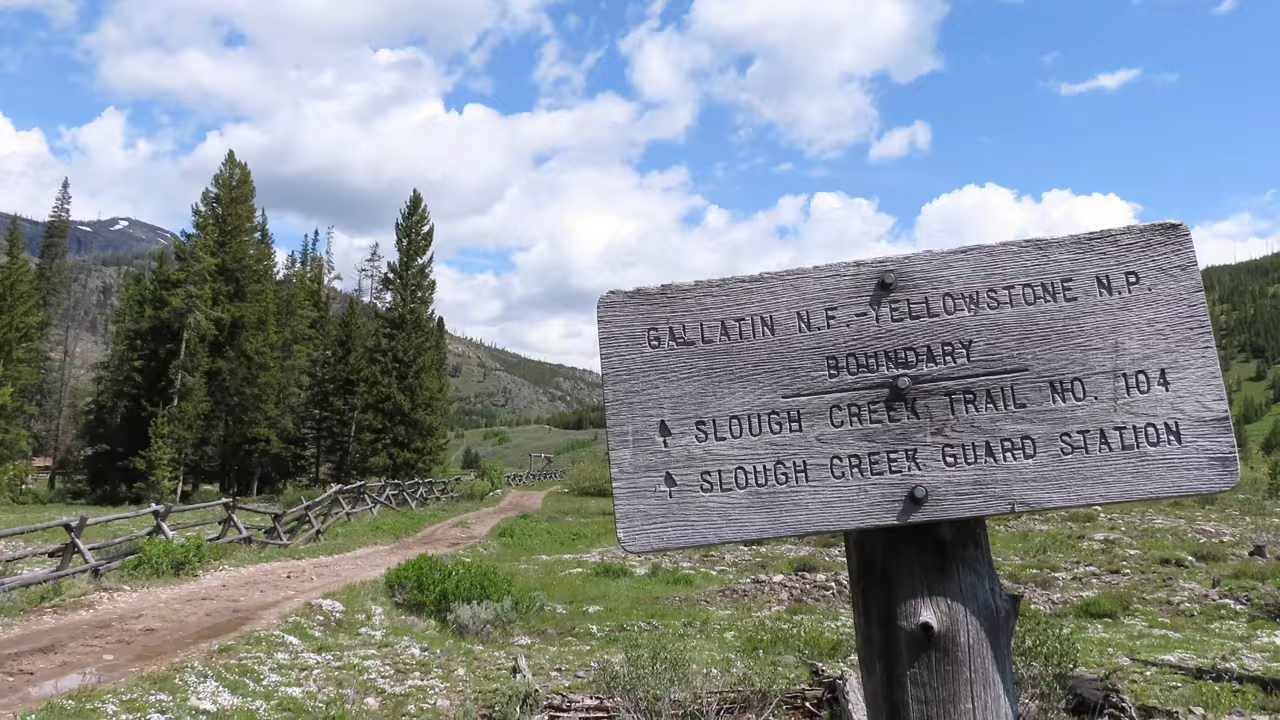 GALLATIN N.F.-YELLOWSTONE N.P.
BOUNDARY
SLOUGH CREEK TRAIL NO. 104
SLOUGH CREEK GUARD STATION